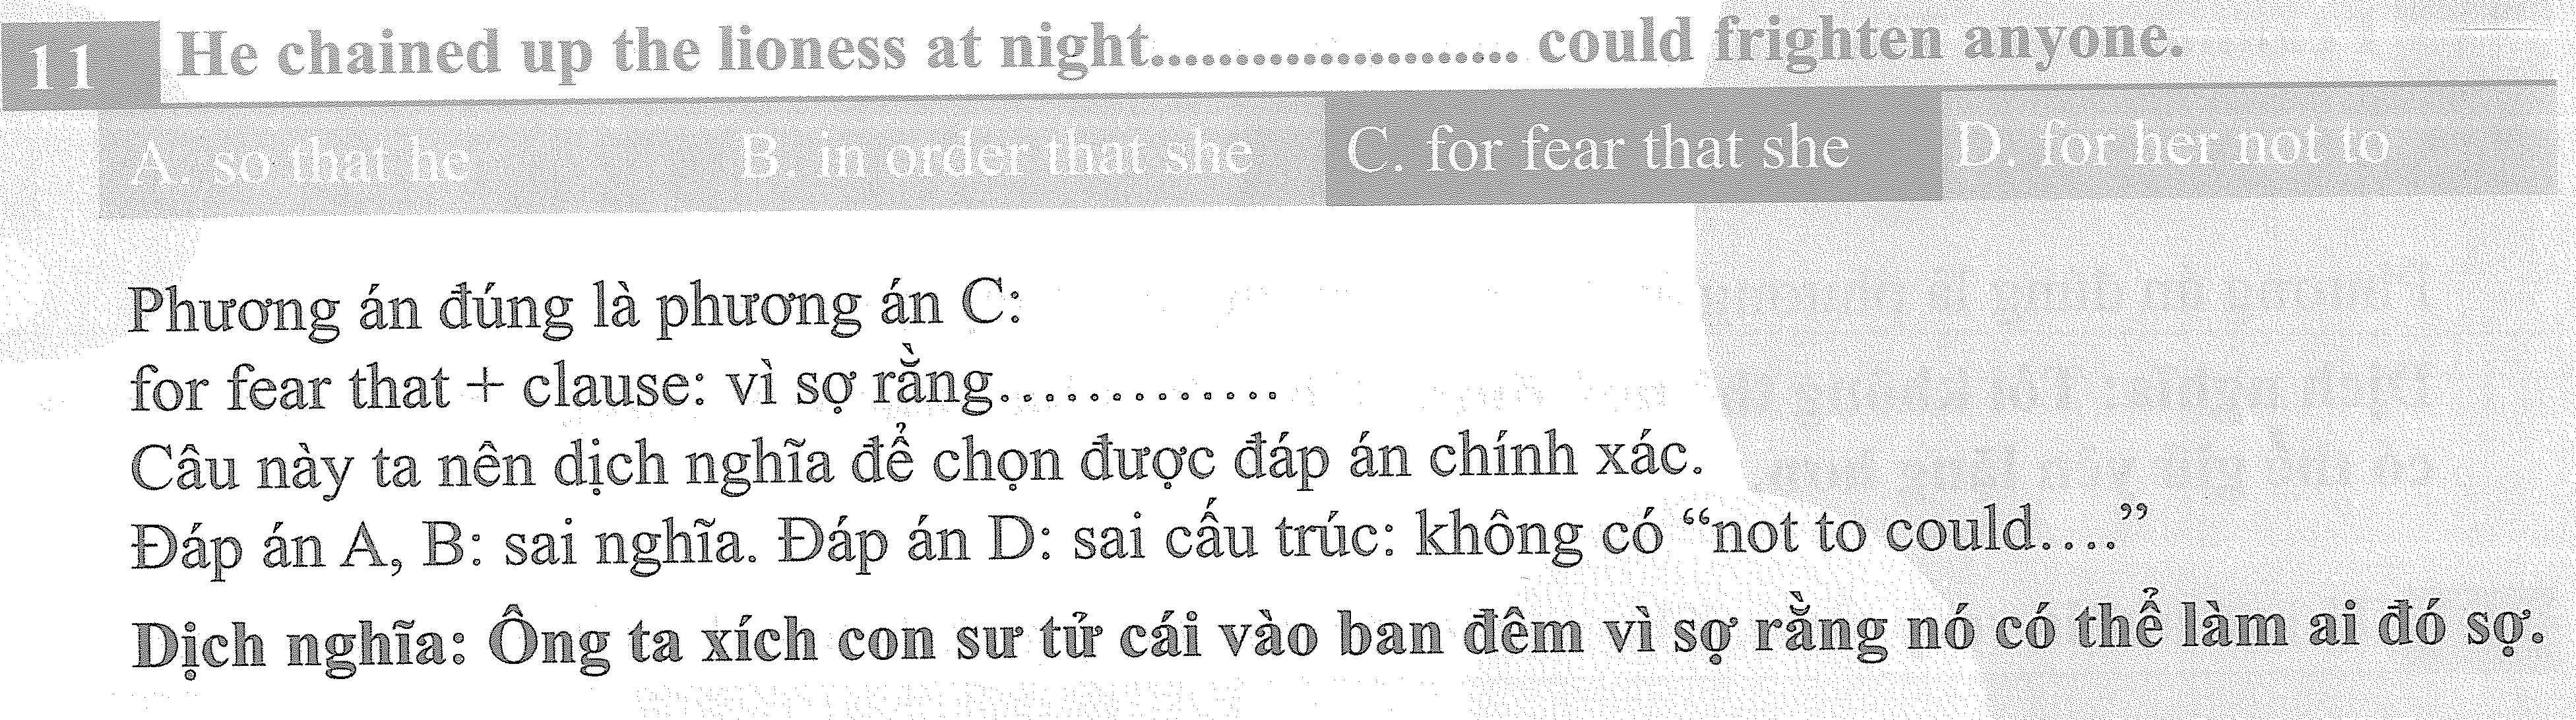 11 He chained up the lioness at night.................... could frighten anyone.
A. so that he B. in order that she C. for fear that she D. for her not to
Phương án đúng là phương án C:
for fear that + clause: vì sợ rằng.............
Câu này ta nên dịch nghĩa để chọn được đáp án chính xác.
Đáp án A, B: sai nghĩa. Đáp án D: sai cấu trúc: không có “not to could....”
Dịch nghĩa: Ông ta xích con sư tử cái vào ban đêm vì sợ rằng nó có thể làm ai đó sợ.